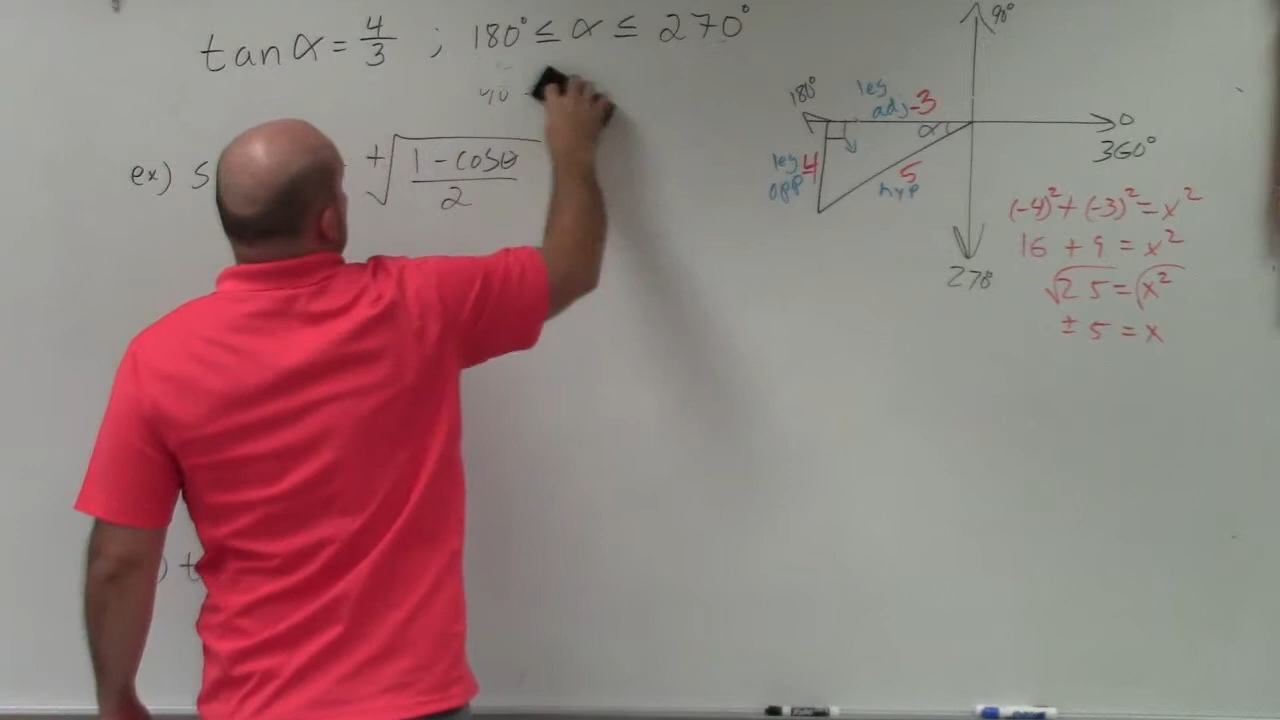 tan α = 4/3 ; 180° ≤ α ≤ 270°
ex) s
±√((1 - cosθ)/2)
) t
90°
180°
leg
adj -3
α
0
360°
leg
opp 4
5
hyp
270
(-4)² + (-3)² = x²
16 + 9 = x²
√25 = √x²
± 5 = x